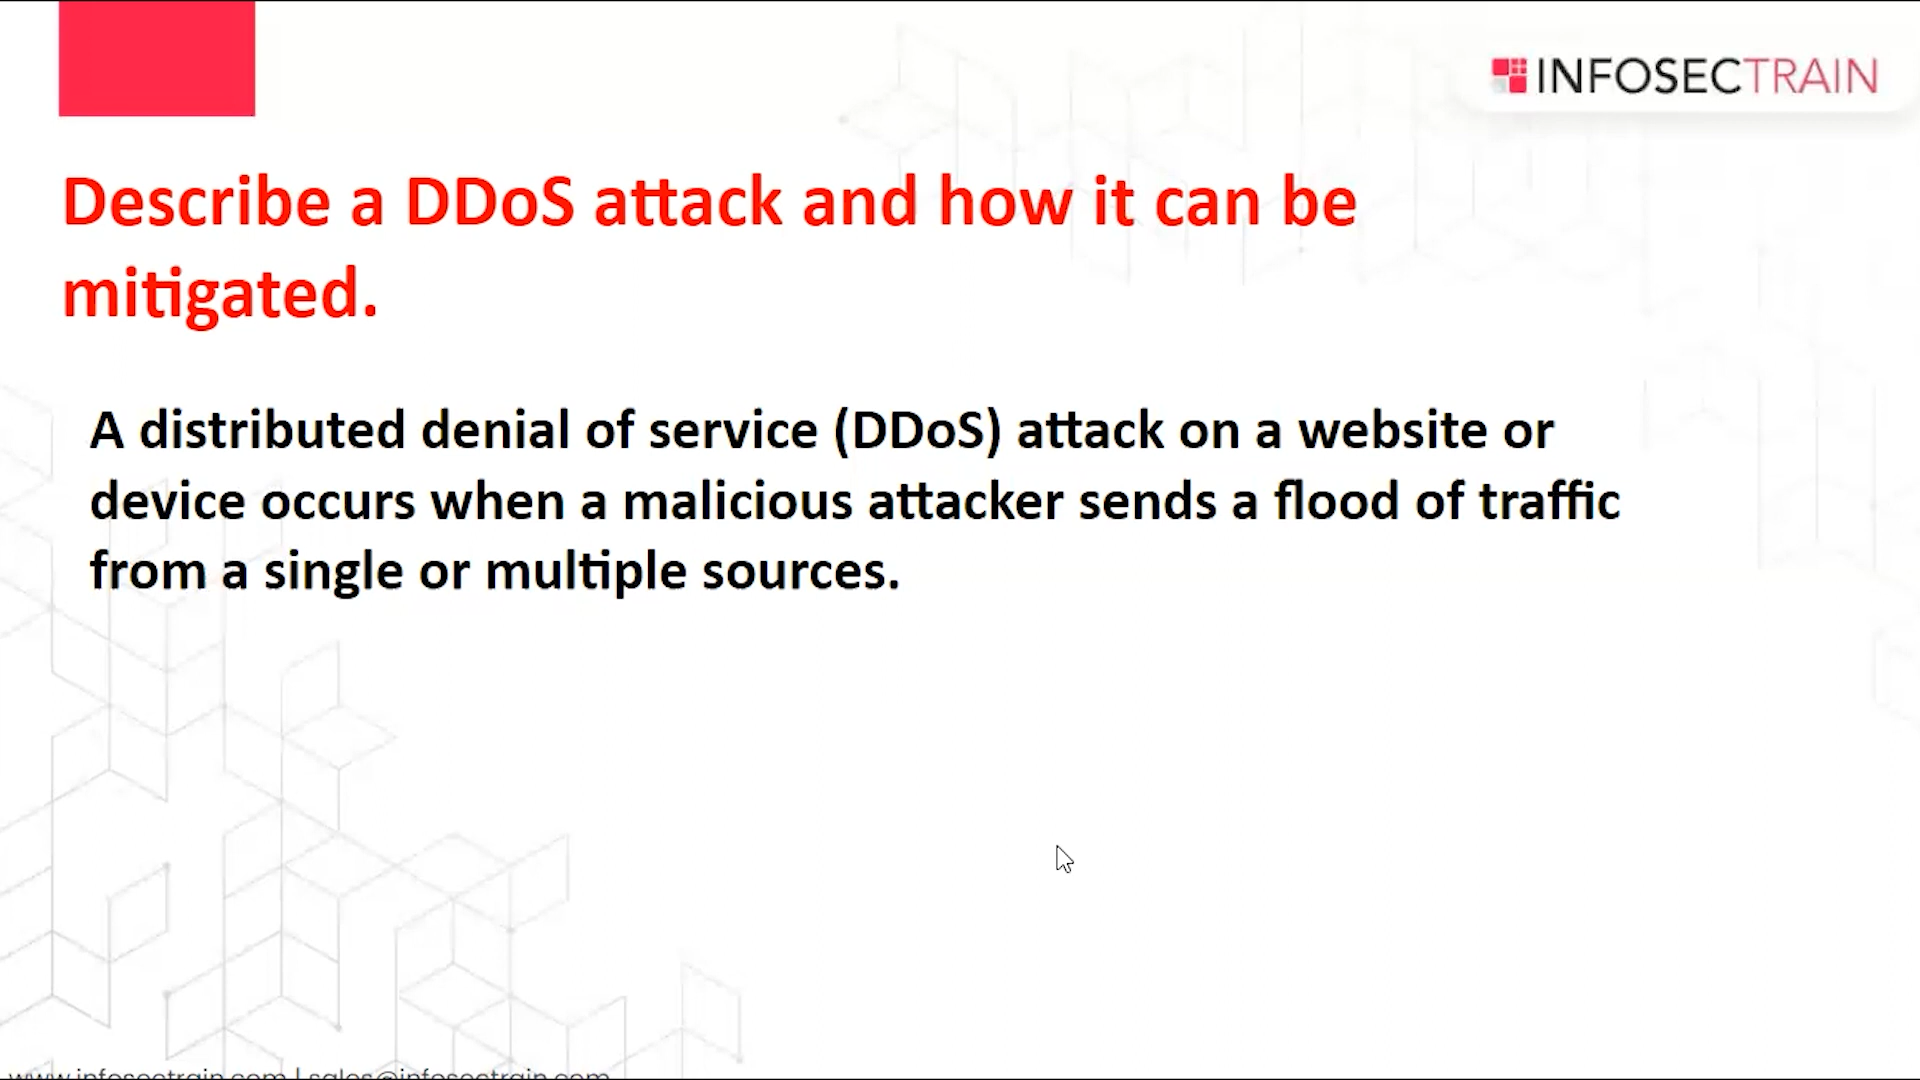 INFOSECTRAIN
Describe a DDoS attack and how it can be
mitigated.
A distributed denial of service (DDoS) attack on a website or
device occurs when a malicious attacker sends a flood of traffic
from a single or multiple sources.
www.infosectrain.com | sales@infosectrain.com